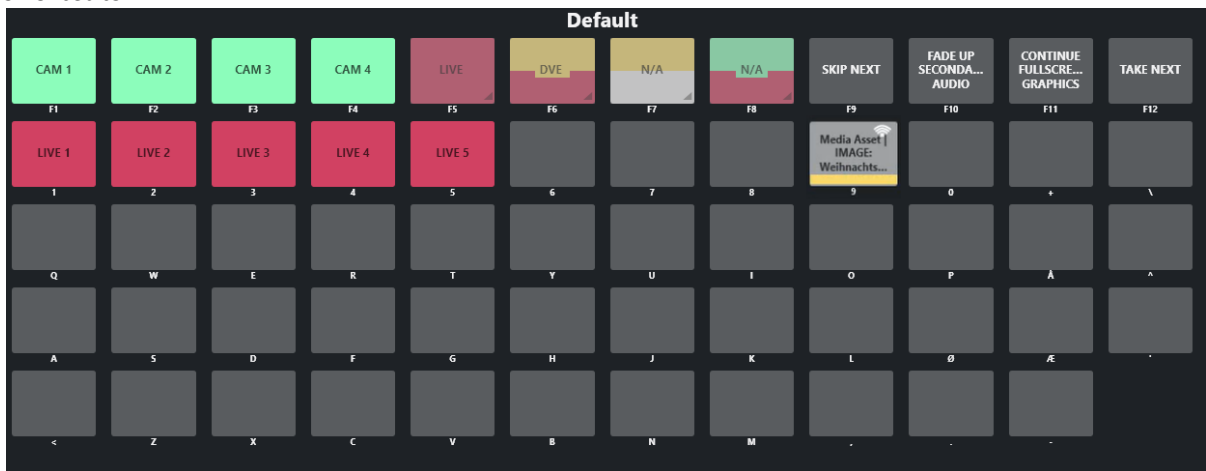 Default
CAM 1
CAM 2
CAM 3
CAM 4
LIVE
DVE
N/A
N/A
SKIP NEXT
FADE UP
SECONDA...
AUDIO
CONTINUE
FULLSCRE...
GRAPHICS
TAKE NEXT
F1 F2 F3 F4 F5 F6 F7 F8 F9 F10 F11 F12
LIVE 1
LIVE 2
LIVE 3
LIVE 4
LIVE 5
Media Asset |
IMAGE:
Weihnachts...
1 2 3 4 5 6 7 8 9 0 + \
Q W E R T Y U I O P Å ^
A S D F G H J K L Ø Æ '
< Z X C V B N M , . -